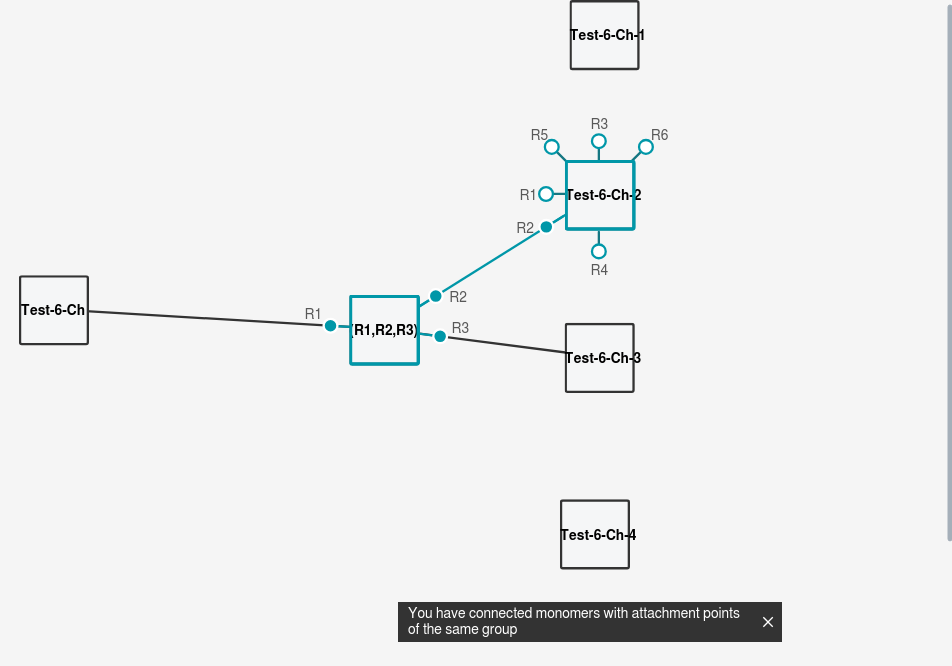 Test-6-Ch-1
R5
R3
R6
R1
Test-6-Ch-2
R2
R4
Test-6-Ch
R1
R2
(R1,R2,R3)
R3
Test-6-Ch-3
Test-6-Ch-4
You have connected monomers with attachment points
of the same group